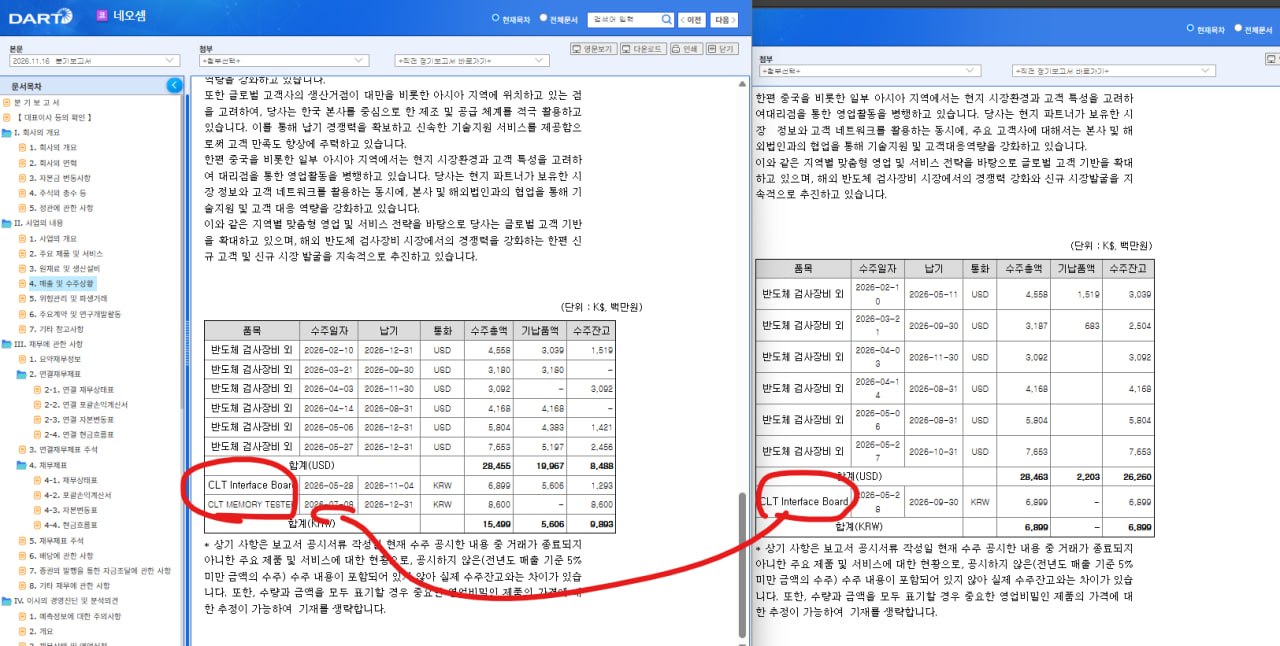 DART
코 네오셈
현재목차 전체문서 검색어 입력 < 이전 다음 >
본문
2026.11.16 분기보고서
첨부
+첨부선택+
+직전 정기보고서 바로가기+
영문보기 다운로드 인쇄 닫기
문서목차
분 기 보 고 서
【 대표이사 등의 확인 】
I. 회사의 개요
1. 회사의 개요
2. 회사의 연혁
3. 자본금 변동사항
4. 주식의 총수 등
5. 정관에 관한 사항
II. 사업의 내용
1. 사업의 개요
2. 주요 제품 및 서비스
3. 원재료 및 생산설비
4. 매출 및 수주상황
5. 위험관리 및 파생거래
6. 주요계약 및 연구개발활동
7. 기타 참고사항
III. 재무에 관한 사항
1. 요약재무정보
2. 연결재무제표
2-1. 연결 재무상태표
2-2. 연결 포괄손익계산서
2-3. 연결 자본변동표
2-4. 연결 현금흐름표
3. 연결재무제표 주석
4. 재무제표
4-1. 재무상태표
4-2. 포괄손익계산서
4-3. 자본변동표
4-4. 현금흐름표
5. 재무제표 주석
6. 배당에 관한 사항
7. 증권의 발행을 통한 자금조달에 관한 사항
8. 기타 재무에 관한 사항
IV. 이사의 경영진단 및 분석의견
1. 예측정보에 대한 주의사항
2. 개요
역량을 강화하고 있습니다.
또한 글로벌 고객사의 생산거점이 대만을 비롯한 아시아 지역에 위치하고 있는 점
을 고려하여, 당사는 한국 본사를 중심으로 한 제조 및 공급 체계를 적극 활용하고
있습니다. 이를 통해 납기 경쟁력을 확보하고 신속한 기술지원 서비스를 제공함으
로써 고객 만족도 향상에 주력하고 있습니다.
한편 중국을 비롯한 일부 아시아 지역에서는 현지 시장환경과 고객 특성을 고려하
여 대리점을 통한 영업활동을 병행하고 있습니다. 당사는 현지 파트너가 보유한 시
장 정보와 고객 네트워크를 활용하는 동시에, 본사 및 해외법인과의 협업을 통해 기
술지원 및 고객 대응 역량을 강화하고 있습니다.
이와 같은 지역별 맞춤형 영업 및 서비스 전략을 바탕으로 당사는 글로벌 고객 기반
을 확대하고 있으며, 해외 반도체 검사장비 시장에서의 경쟁력을 강화하는 한편 신
규 고객 및 신규 시장 발굴을 지속적으로 추진하고 있습니다.
(단위 : K$, 백만원)
품목 수주일자 납기 통화 수주총액 기납품액 수주잔고
반도체 검사장비 외 2026-02-10 2026-12-31 USD 4,558 3,039 1,519
반도체 검사장비 외 2026-03-21 2026-09-30 USD 3,180 3,180 -
반도체 검사장비 외 2026-04-03 2026-11-30 USD 3,092 - 3,092
반도체 검사장비 외 2026-04-14 2026-08-31 USD 4,168 4,168 -
반도체 검사장비 외 2026-05-06 2026-12-31 USD 5,804 4,383 1,421
반도체 검사장비 외 2026-05-27 2026-12-31 USD 7,653 5,197 2,456
합계(USD) 28,455 19,967 8,488
CLT Interface Board 2026-05-28 2026-11-04 KRW 6,899 5,606 1,293
CLT MEMORY TESTER 2026-07-08 2026-12-31 KRW 8,600 - 8,600
합계(KRW) 15,499 5,606 9,893
* 상기 사항은 보고서 공시서류 작성일 현재 수주 공시한 내용 중 거래가 종료되지
아니한 주요 제품 및 서비스에 대한 현황으로, 공시하지 않은(전년도 매출 기준 5%
미만 금액의 수주) 수주 내용이 포함되어 있지 않아 실제 수주잔고와는 차이가 있습
니다. 또한, 수량과 금액을 모두 표기할 경우 중요한 영업비밀인 제품의 가격에 대
한 추정이 가능하여 기재를 생략합니다.
현재목차 전체문서
첨부
+첨부선택+
+직전 정기보고서 바로가기+
한편 중국을 비롯한 일부 아시아 지역에서는 현지 시장환경과 고객 특성을 고려하
여대리점을 통한 영업활동을 병행하고 있습니다. 당사는 현지 파트너가 보유한 시
장 정보와 고객 네트워크를 활용하는 동시에, 주요 고객사에 대해서는 본사 및 해
외법인과의 협업을 통해 기술지원 및 고객대응역량을 강화하고 있습니다.
이와 같은 지역별 맞춤형 영업 및 서비스 전략을 바탕으로 글로벌 고객 기반을 확대
하고 있으며, 해외 반도체 검사장비 시장에서의 경쟁력 강화와 신규 시장발굴을 지
속적으로 추진하고 있습니다.
(단위 : K$, 백만원)
품목 수주일자 납기 통화 수주총액 기납품액 수주잔고
반도체 검사장비 외 2026-02-10 2026-05-11 USD 4,558 1,519 3,039
반도체 검사장비 외 2026-03-21 2026-09-30 USD 3,187 683 2,504
반도체 검사장비 외 2026-04-03 2026-11-30 USD 3,092 3,092
반도체 검사장비 외 2026-04-14 2026-08-31 USD 4,168 4,168
반도체 검사장비 외 2026-05-06 2026-08-31 USD 5,804 5,804
반도체 검사장비 외 2026-05-27 2026-10-31 USD 7,653 7,653
합계(USD) 28,463 2,203 26,260
CLT Interface Board 2026-05-28 2026-09-30 KRW 6,899 - 6,899
합계(KRW) 6,899 - 6,899
* 상기 사항은 보고서 공시서류 작성일 현재 수주 공시한 내용 중 거래가 종료되지
아니한 주요 제품 및 서비스에 대한 현황으로, 공시하지 않은(전년도 매출 기준 5%
미만 금액의 수주) 수주 내용이 포함되어 있지 않아 실제 수주잔고와는 차이가 있습
니다. 또한, 수량과 금액을 모두 표기할 경우 중요한 영업비밀인 제품의 가격에 대
한 추정이 가능하여 기재를 생략합니다.